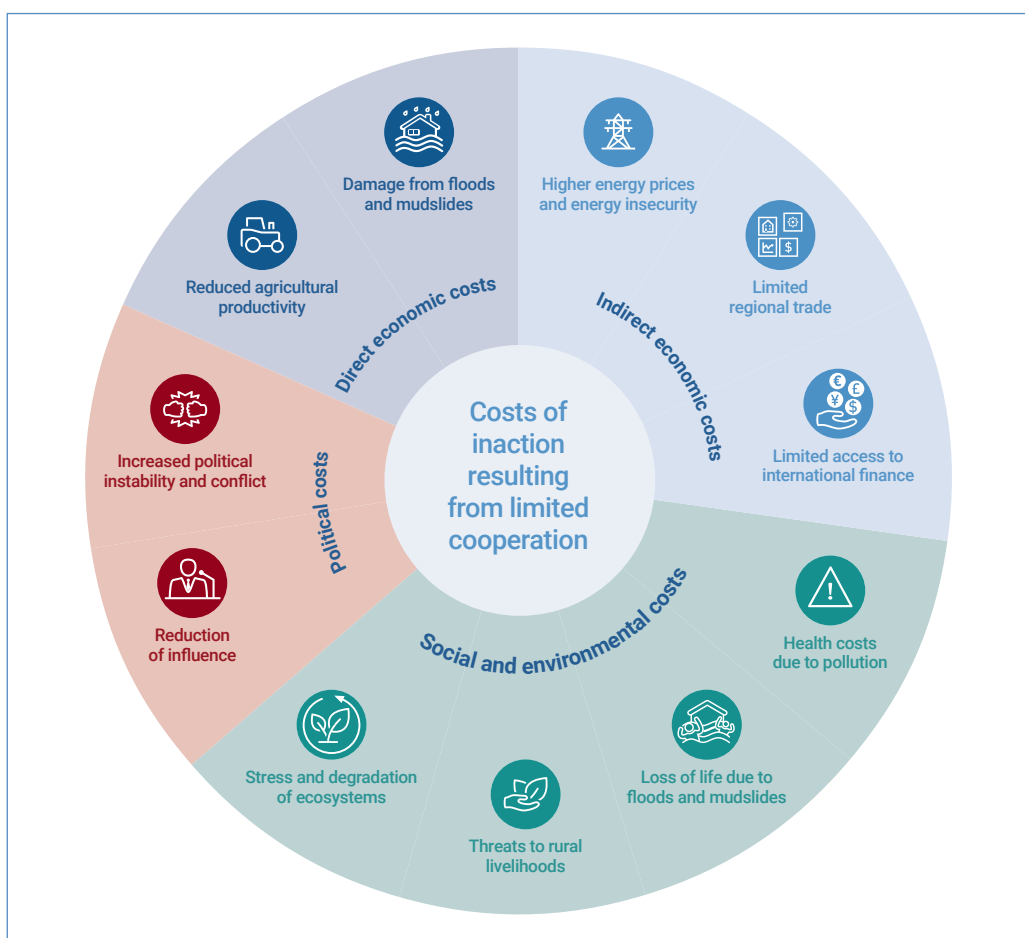 Costs of
inaction
resulting
from limited
cooperation
Direct economic costs
Damage from floods
and mudslides
Reduced agricultural
productivity
Indirect economic costs
Higher energy prices
and energy insecurity
Limited
regional trade
$
Limited access to
international finance
€
£
¥
$
Social and environmental costs
Health costs
due to pollution
!
Loss of life due to
floods and mudslides
Threats to rural
livelihoods
Stress and degradation
of ecosystems
Political costs
Reduction
of influence
Increased political
instability and conflict